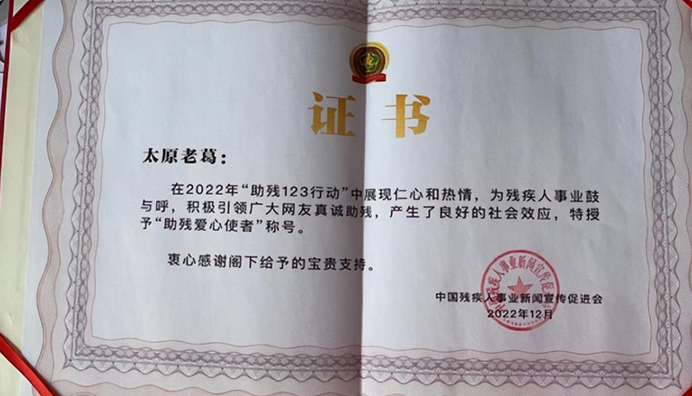 证书
太原老葛：
在2022年“助残123行动”中展现仁心和热情，为残疾人事业鼓
与呼，积极引领广大网友真诚助残，产生了良好的社会效应，特授
予“助残爱心使者”称号。
衷心感谢阁下给予的宝贵支持。
中国残疾人事业新闻宣传促进会
2022年12月